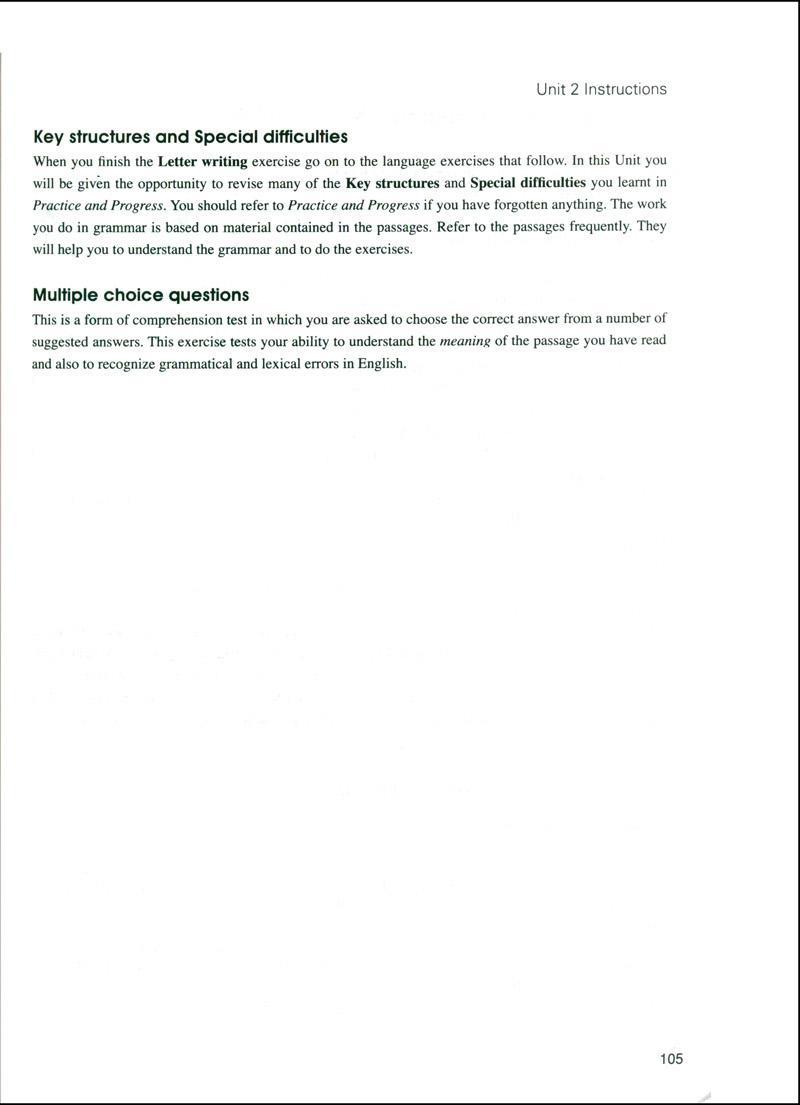 Unit 2 Instructions
Key structures and Special difficulties
When you finish the Letter writing exercise go on to the language exercises that follow. In this Unit you
will be given the opportunity to revise many of the Key structures and Special difficulties you learnt in
Practice and Progress. You should refer to Practice and Progress if you have forgotten anything. The work
you do in grammar is based on material contained in the passages. Refer to the passages frequently. They
will help you to understand the grammar and to do the exercises.
Multiple choice questions
This is a form of comprehension test in which you are asked to choose the correct answer from a number of
suggested answers. This exercise tests your ability to understand the meaning of the passage you have read
and also to recognize grammatical and lexical errors in English.
105